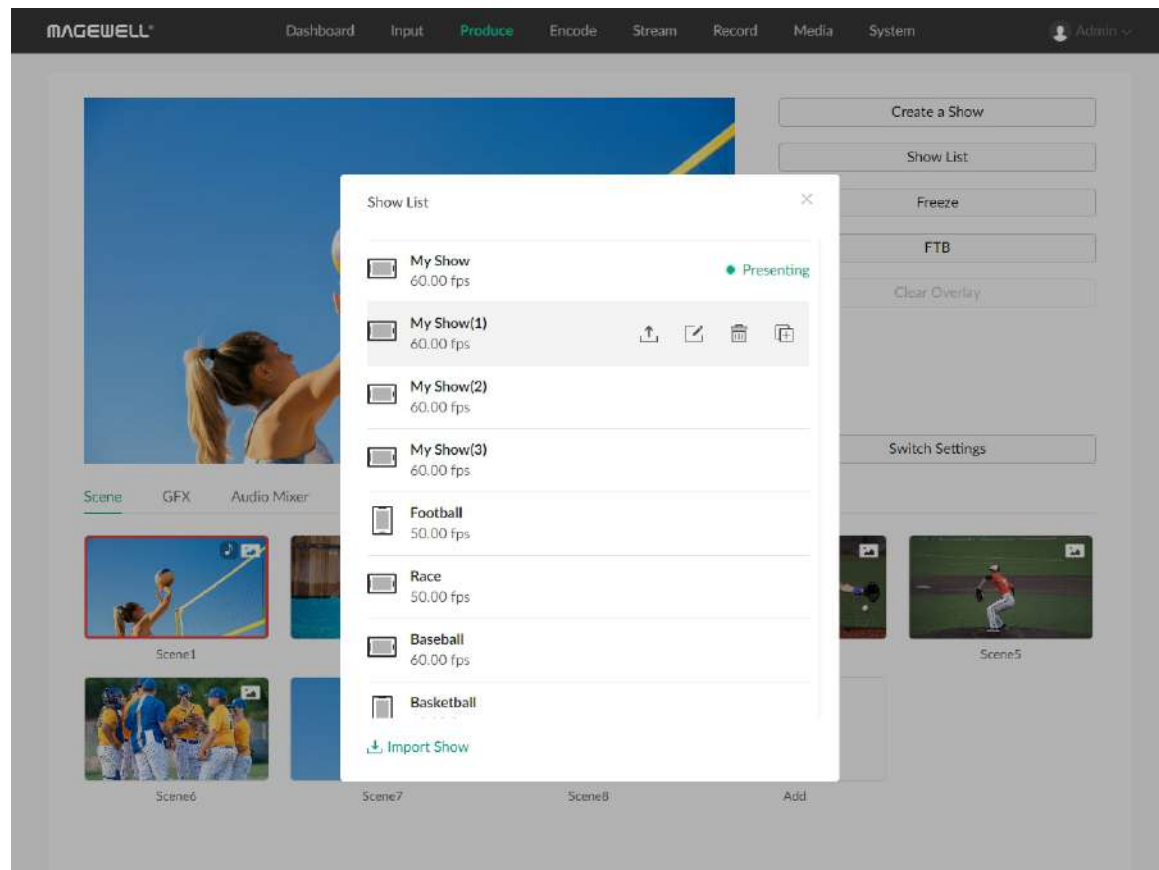 MAGEWELL
Dashboard Input Produce Encode Stream Record Media System Admin
Create a Show
Show List
Freeze
FTB
Clear Overlay
Switch Settings
Show List
My Show
60.00 fps
Presenting
My Show(1)
60.00 fps
My Show(2)
60.00 fps
My Show(3)
60.00 fps
Football
50.00 fps
Race
50.00 fps
Baseball
60.00 fps
Basketball
Import Show
Scene GFX Audio Mixer
Scene1
Scene5
Scene6
Scene7
Scene8
Add